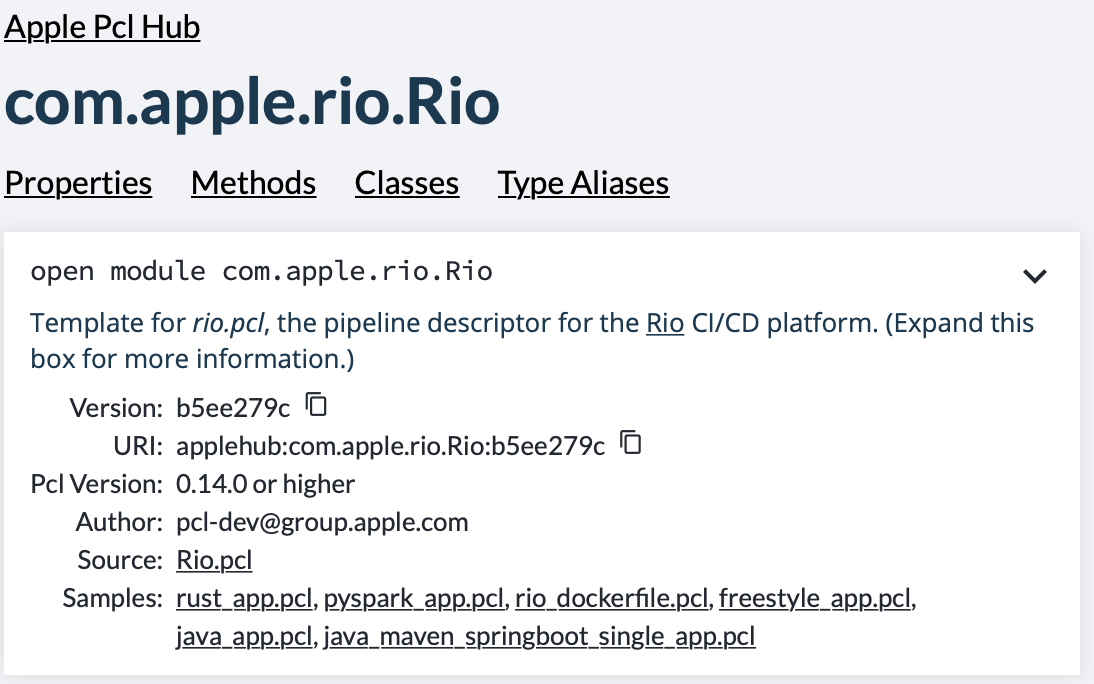 Apple Pcl Hub
com.apple.rio.Rio
Properties Methods Classes Type Aliases
open module com.apple.rio.Rio
Template for rio.pcl, the pipeline descriptor for the Rio CI/CD platform. (Expand this
box for more information.)
Version: b5ee279c
URI: applehub:com.apple.rio.Rio:b5ee279c
Pcl Version: 0.14.0 or higher
Author: pcl-dev@group.apple.com
Source: Rio.pcl
Samples: rust_app.pcl, pyspark_app.pcl, rio_dockerfile.pcl, freestyle_app.pcl,
java_app.pcl, java_maven_springboot_single_app.pcl